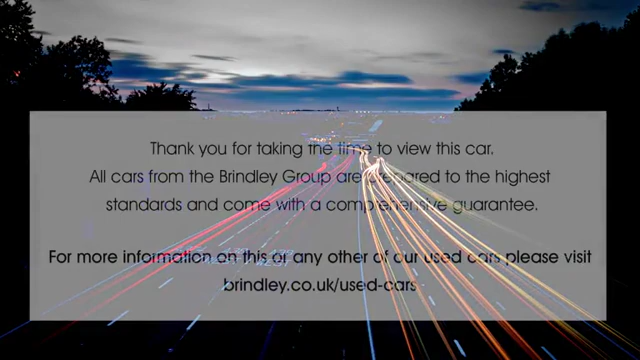 Thank you for taking the time to view this car.
All cars from the Brindley Group are prepared to the highest
standards and come with a comprehensive guarantee.
For more information on this or any other of our used cars please visit
brindley.co.uk/used-cars